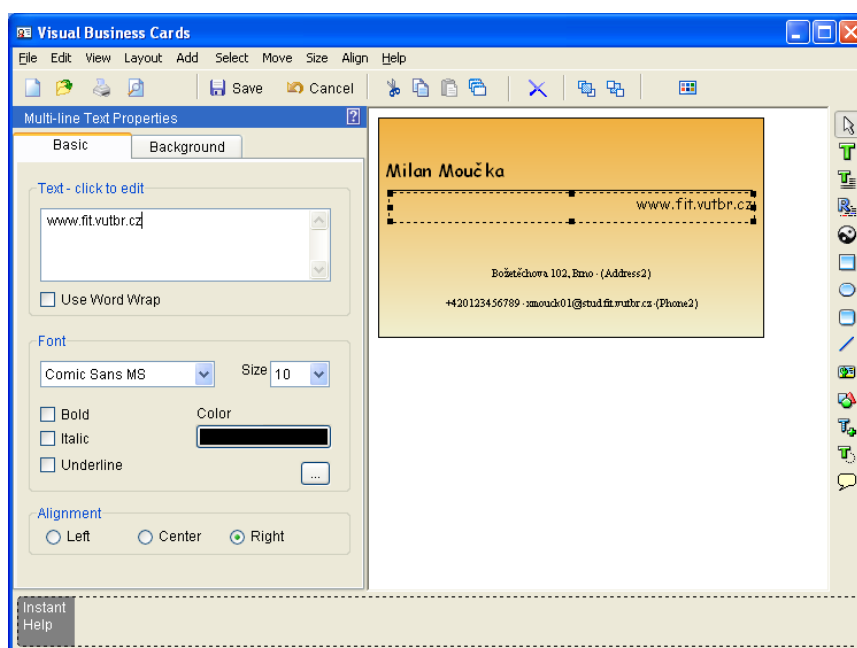 Visual Business Cards
File Edit View Layout Add Select Move Size Align Help
Save Cancel
Multi-line Text Properties ?
Basic Background
Text - click to edit
www.fit.vutbr.cz
Use Word Wrap
Font
Comic Sans MS Size 10
Bold Color
Italic
Underline
...
Alignment
Left Center Right
Milan Moučka
www.fit.vutbr.cz
Božetěchova 102, Brno · (Address2)
+420123456789 · xmouck01@stud.fit.vutbr.cz · (Phone2)
Instant
Help